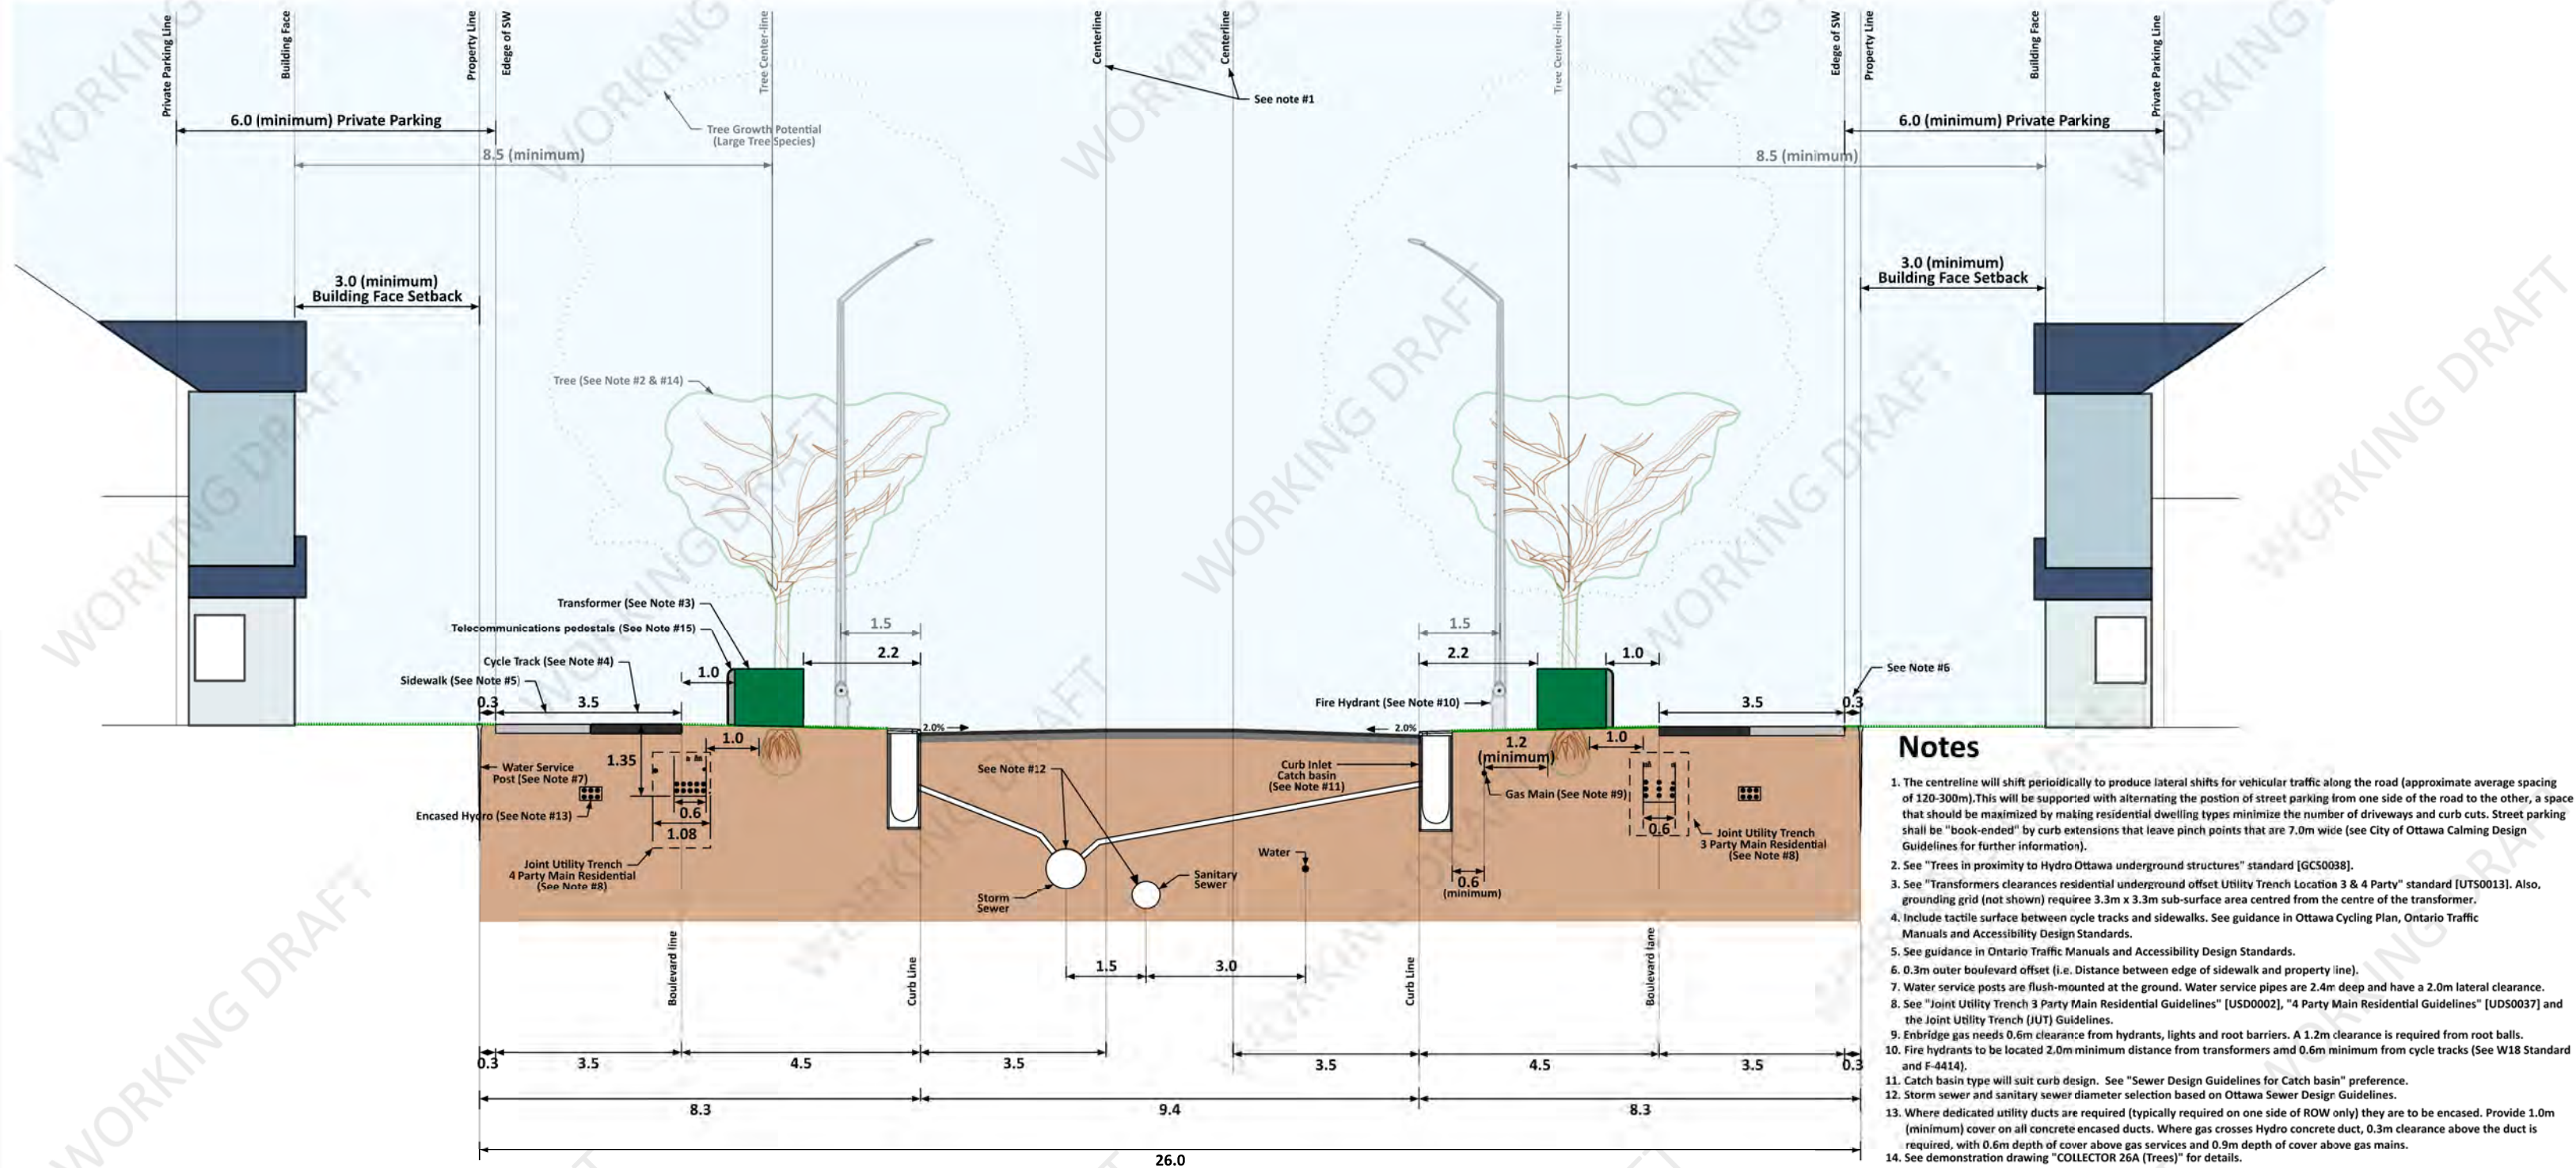 Private Parking Line
Building Face
Property Line
Edege of SW
Tree Center-line
Centerline
Centerline
Tree Center-line
Edege of SW
Property Line
Building Face
Private Parking Line
See note #1
6.0 (minimum) Private Parking
6.0 (minimum) Private Parking
Tree Growth Potential
(Large Tree Species)
8.5 (minimum)
8.5 (minimum)
3.0 (minimum)
Building Face Setback
3.0 (minimum)
Building Face Setback
Tree (See Note #2 & #14)
Transformer (See Note #3)
Telecommunications pedestals (See Note #15)
Cycle Track (See Note #4)
Sidewalk (See Note #5)
1.5
2.2
1.0
0.3
3.5
1.5
2.2
1.0
See Note #6
Fire Hydrant (See Note #10)
3.5
0.3
2.0%
2.0%
1.0
1.35
Water Service
Post (See Note #7)
Encased Hydro (See Note #13)
0.6
1.08
Joint Utility Trench
4 Party Main Residential
(See Note #8)
See Note #12
Storm
Sewer
Sanitary
Sewer
Water
Curb Inlet
Catch basin
(See Note #11)
1.2
(minimum)
1.0
Gas Main (See Note #9)
0.6
0.6
(minimum)
Joint Utility Trench
3 Party Main Residential
(See Note #8)
Boulevard line
Curb Line
1.5
3.0
Curb Line
Boulevard lane
0.3
3.5
4.5
3.5
3.5
4.5
3.5
0.3
8.3
9.4
8.3
26.0
Notes
1. The centreline will shift periodically to produce lateral shifts for vehicular traffic along the road (approximate average spacing
of 120-300m).This will be supported with alternating the postion of street parking from one side of the road to the other, a space
that should be maximized by making residential dwelling types minimize the number of driveways and curb cuts. Street parking
shall be "book-ended" by curb extensions that leave pinch points that are 7.0m wide (see City of Ottawa Calming Design
Guidelines for further information).
2. See "Trees in proximity to Hydro Ottawa underground structures" standard [GCS0038].
3. See "Transformers clearances residential underground offset Utility Trench Location 3 & 4 Party" standard [UTS0013]. Also,
grounding grid (not shown) requiree 3.3m x 3.3m sub-surface area centred from the centre of the transformer.
4. Include tactile surface between cycle tracks and sidewalks. See guidance in Ottawa Cycling Plan, Ontario Traffic
Manuals and Accessibility Design Standards.
5. See guidance in Ontario Traffic Manuals and Accessibility Design Standards.
6. 0.3m outer boulevard offset (i.e. Distance between edge of sidewalk and property line).
7. Water service posts are flush-mounted at the ground. Water service pipes are 2.4m deep and have a 2.0m lateral clearance.
8. See "Joint Utility Trench 3 Party Main Residential Guidelines" [USD0002], "4 Party Main Residential Guidelines" [UDS0037] and
the Joint Utility Trench (JUT) Guidelines.
9. Enbridge gas needs 0.6m clearance from hydrants, lights and root barriers. A 1.2m clearance is required from root balls.
10. Fire hydrants to be located 2.0m minimum distance from transformers amd 0.6m minimum from cycle tracks (See W18 Standard
and F-4414).
11. Catch basin type will suit curb design. See "Sewer Design Guidelines for Catch basin" preference.
12. Storm sewer and sanitary sewer diameter selection based on Ottawa Sewer Design Guidelines.
13. Where dedicated utility ducts are required (typically required on one side of ROW only) they are to be encased. Provide 1.0m
(minimum) cover on all concrete encased ducts. Where gas crosses Hydro concrete duct, 0.3m clearance above the duct is
required, with 0.6m depth of cover above gas services and 0.9m depth of cover above gas mains.
14. See demonstration drawing "COLLECTOR 26A (Trees)" for details.
WORKING DRAFT